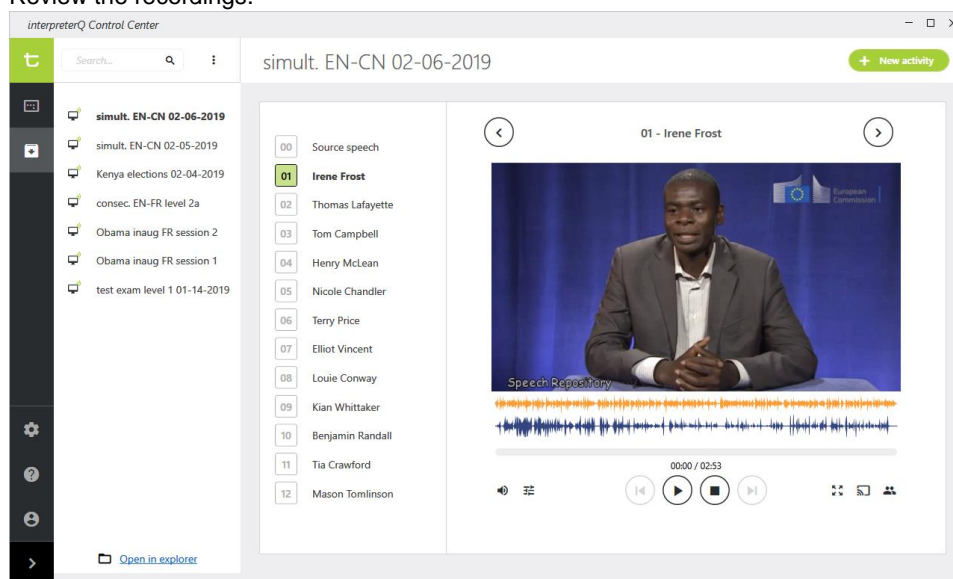 Review the recordings.
interpreterQ Control Center
Search...
simult. EN-CN 02-06-2019
+ New activity
simult. EN-CN 02-06-2019
simult. EN-CN 02-05-2019
Kenya elections 02-04-2019
consec. EN-FR level 2a
Obama inaug FR session 2
Obama inaug FR session 1
test exam level 1 01-14-2019
Open in explorer
00 Source speech
01 Irene Frost
02 Thomas Lafayette
03 Tom Campbell
04 Henry McLean
05 Nicole Chandler
06 Terry Price
07 Elliot Vincent
08 Louie Conway
09 Kian Whittaker
10 Benjamin Randall
11 Tia Crawford
12 Mason Tomlinson
01 - Irene Frost
European
Commission
Speech Repository
00:00 / 02:53